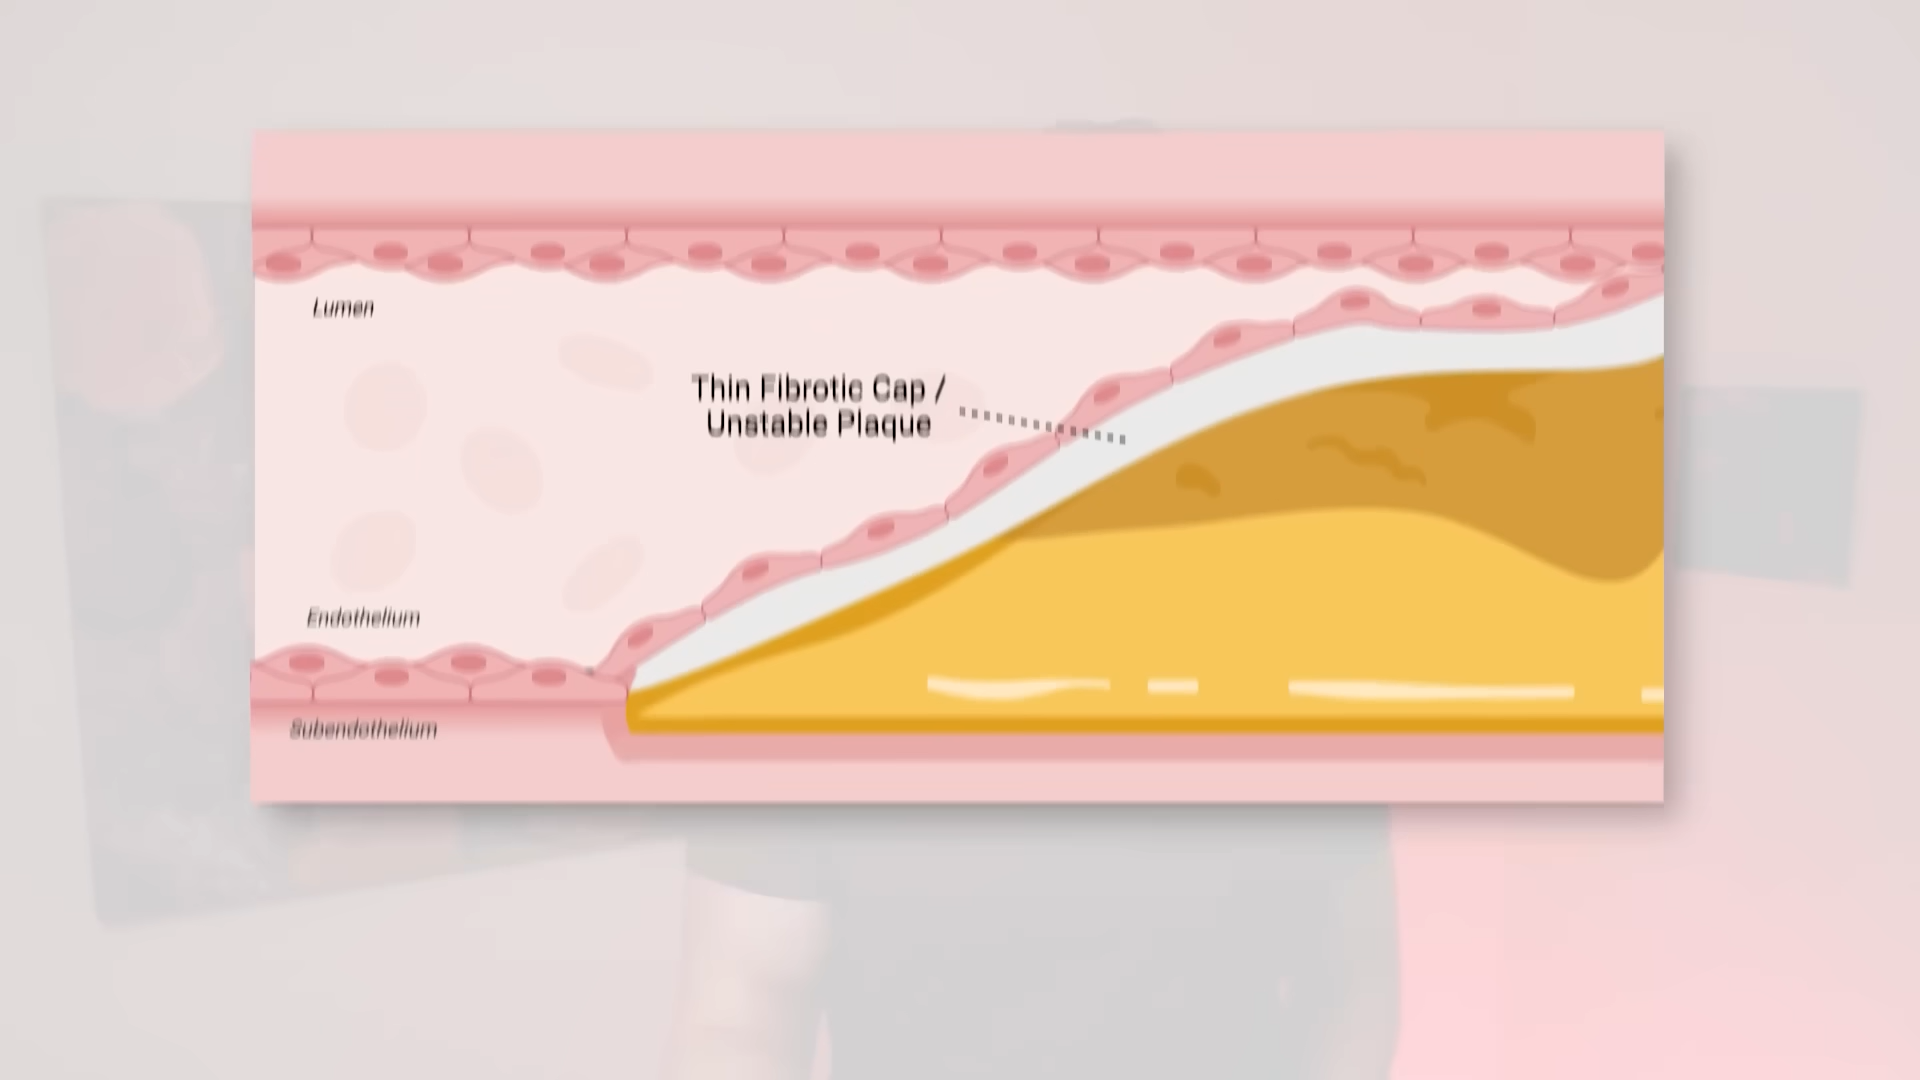 Lumen
Thin Fibrotic Cap /
Unstable Plaque
Endothelium
Subendothelium